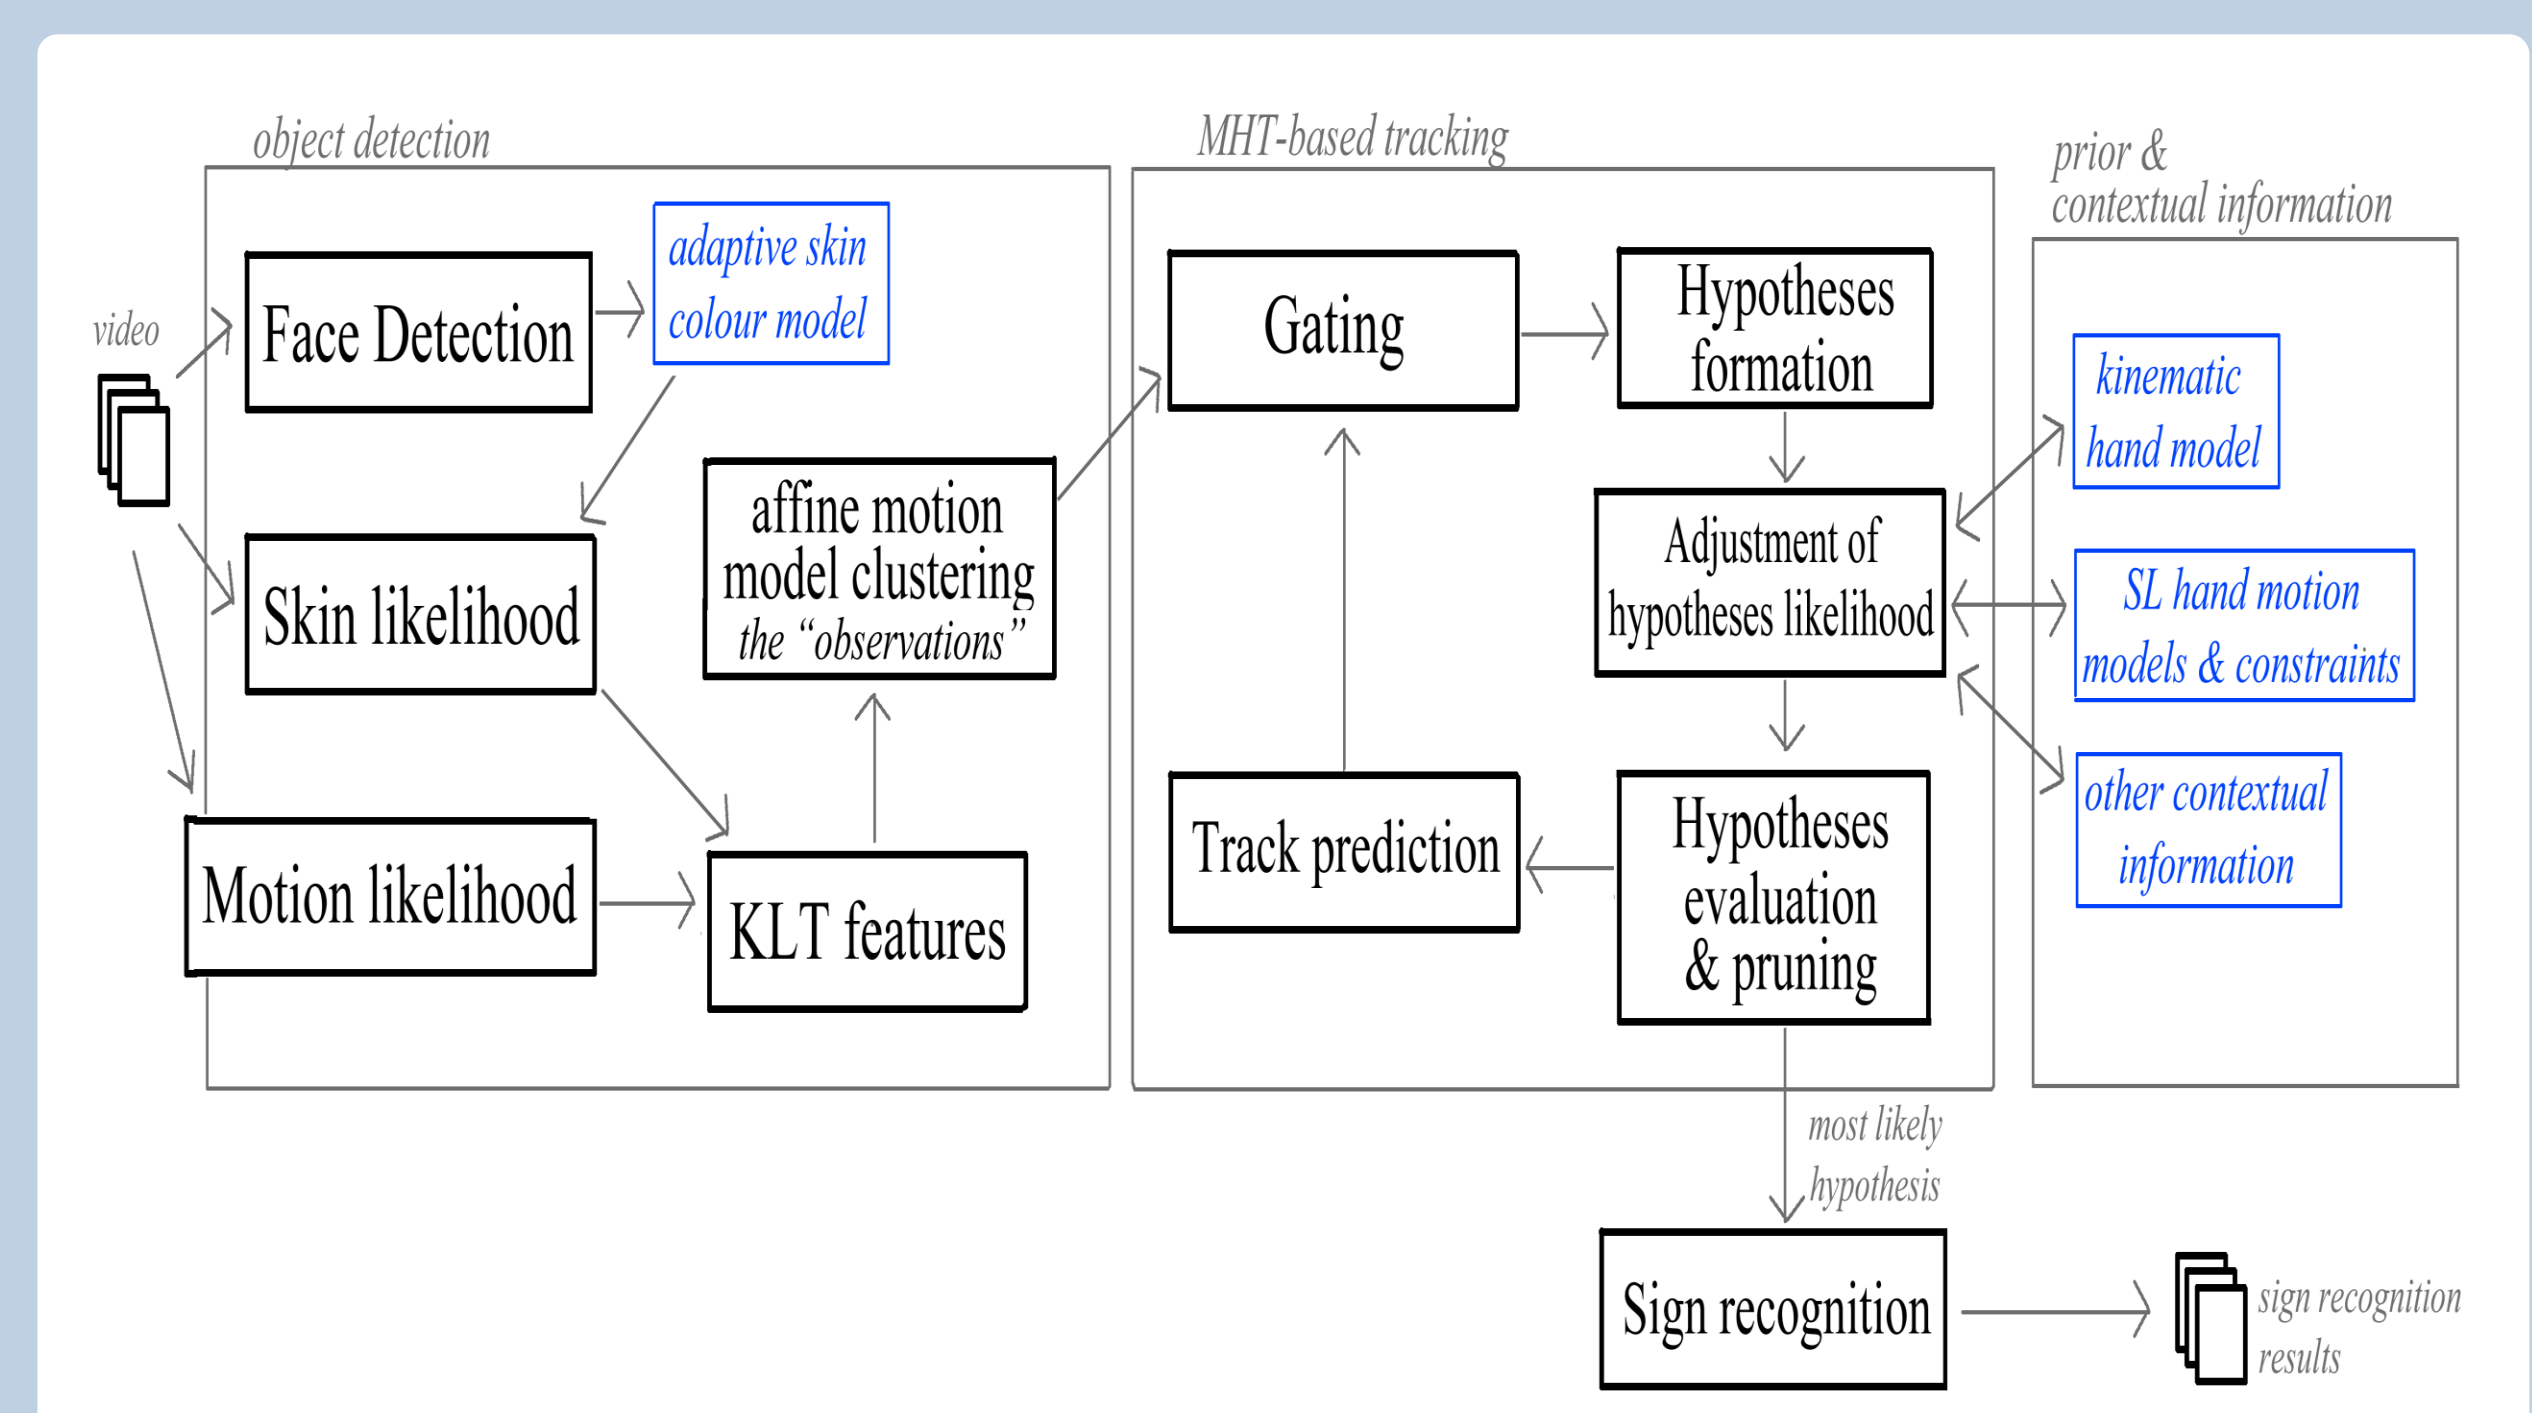 object detection
MHT-based tracking
prior &
contextual information
video
Face Detection
adaptive skin
colour model
Skin likelihood
affine motion
model clustering
the “observations”
Motion likelihood
KLT features
Gating
Hypotheses
formation
Adjustment of
hypotheses likelihood
Track prediction
Hypotheses
evaluation
& pruning
kinematic
hand model
SL hand motion
models & constraints
other contextual
information
most likely
hypothesis
Sign recognition
sign recognition
results